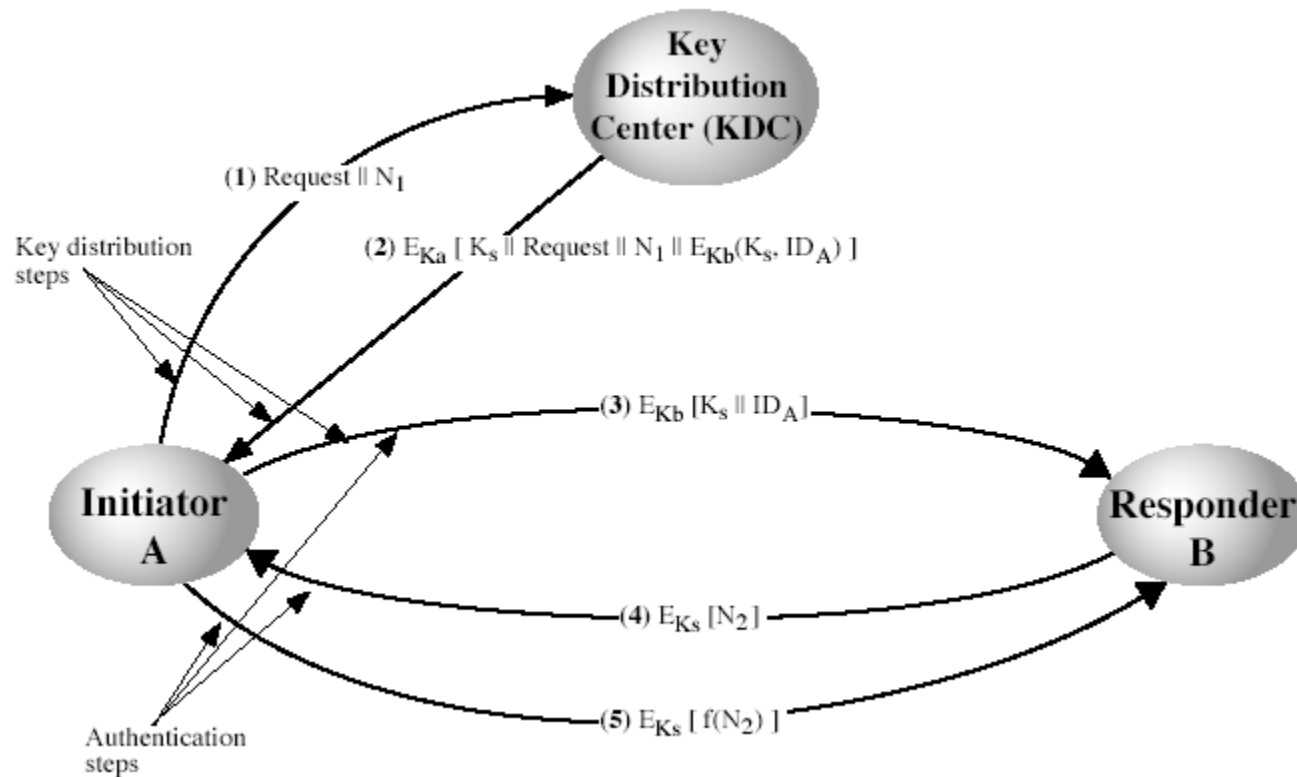 Key
Distribution
Center (KDC)
(1) Request || N1
Key distribution
steps
(2) EKa [ Ks || Request || N1 || EKb(Ks, IDA) ]
(3) EKb [Ks || IDA]
Initiator
A
Responder
B
(4) EKs [N2]
(5) EKs [ f(N2) ]
Authentication
steps